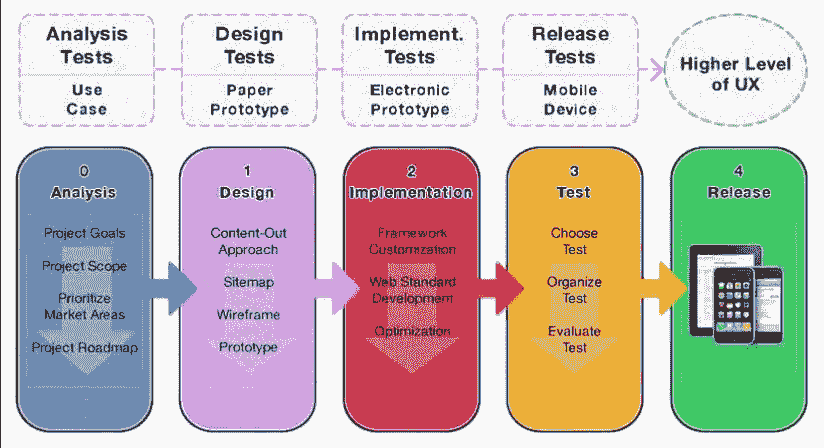 Analysis
Tests
Use
Case
Design
Tests
Paper
Prototype
Implement.
Tests
Electronic
Prototype
Release
Tests
Mobile
Device
Higher Level
of UX
0
Analysis
Project Goals
Project Scope
Prioritize
Market Areas
Project Roadmap
1
Design
Content-Out
Approach
Sitemap
Wireframe
Prototype
2
Implementation
Framework
Customization
Web Standard
Development
Optimization
3
Test
Choose
Test
Organize
Test
Evaluate
Test
4
Release